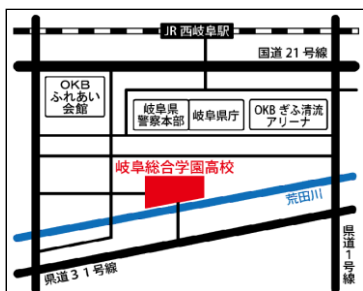 JR 西岐阜駅
国道 21 号線
OKB
ふれあい
会館
岐阜県
警察本部
岐阜県庁
OKB ぎふ清流
アリーナ
岐阜総合学園高校
荒田川
県道31号線
県道1号線